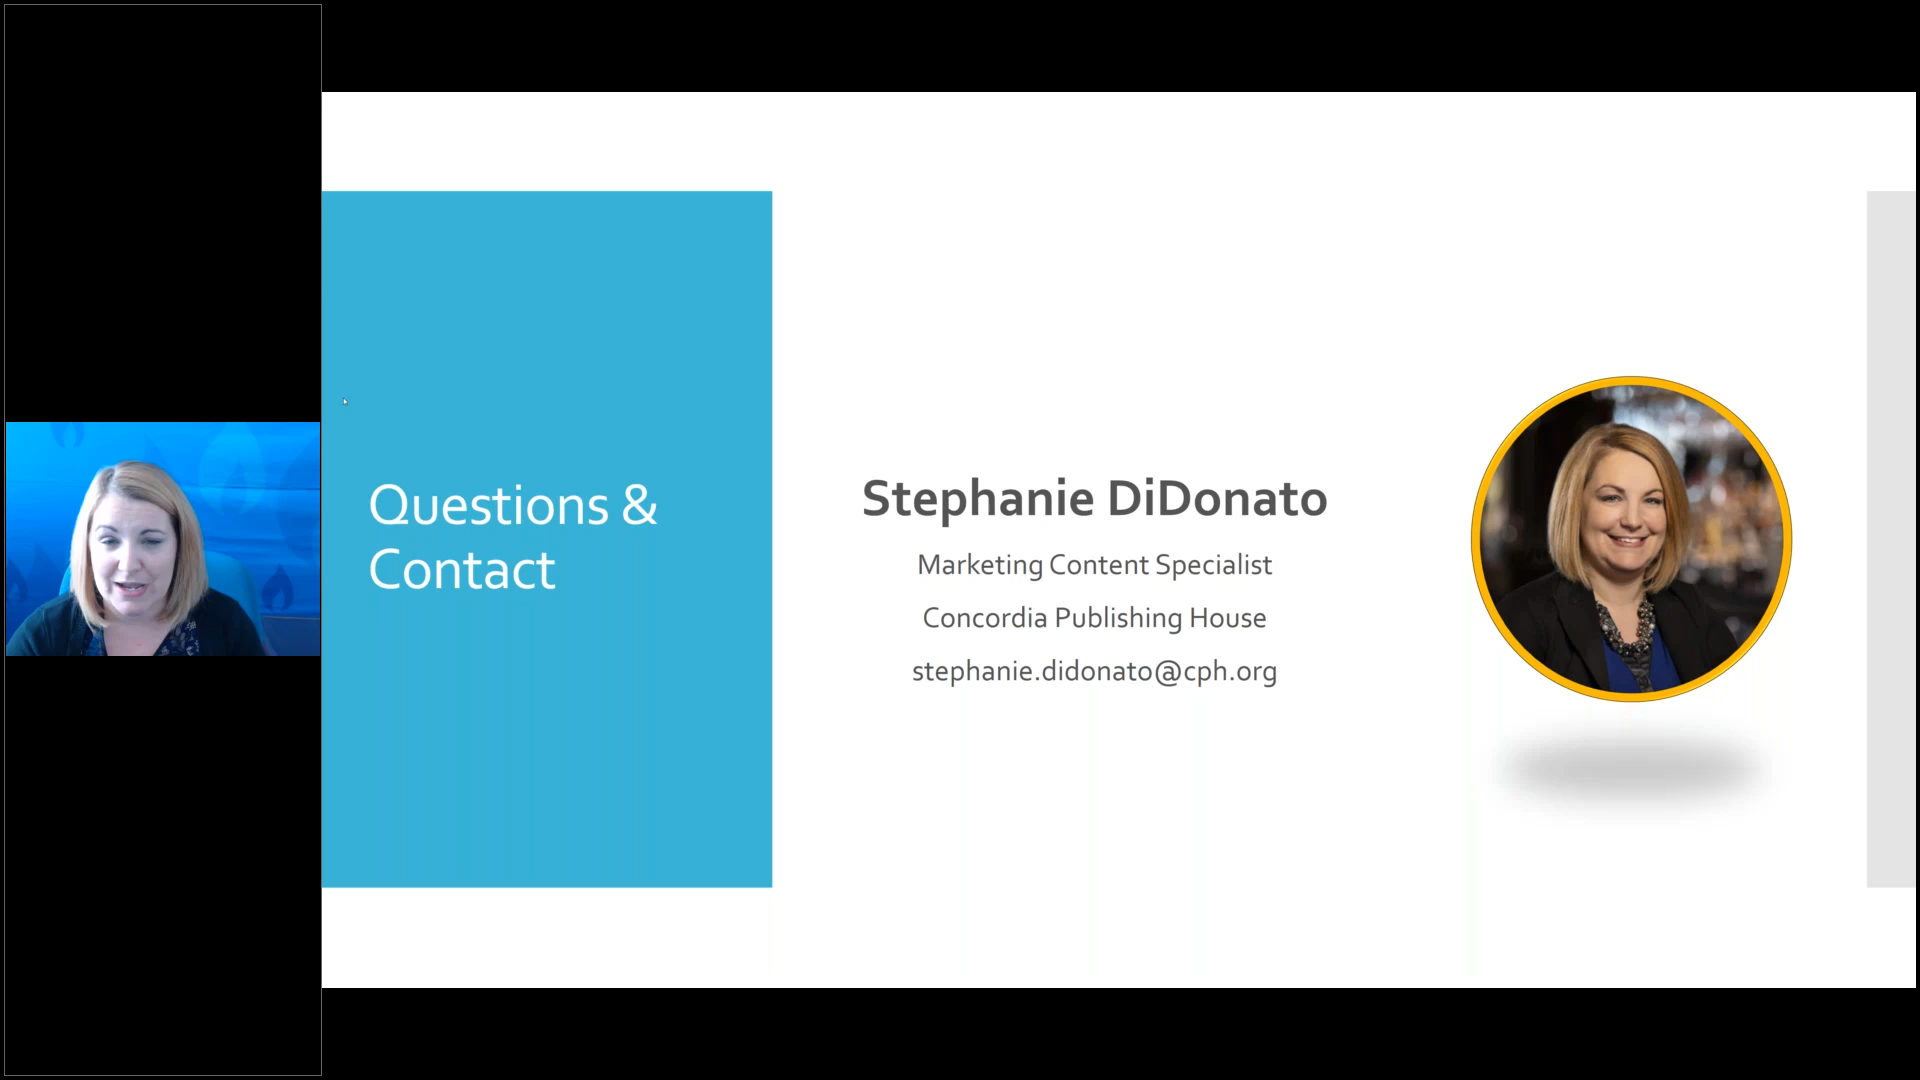 Questions &
Contact
Stephanie DiDonato
Marketing Content Specialist
Concordia Publishing House
stephanie.didonato@cph.org